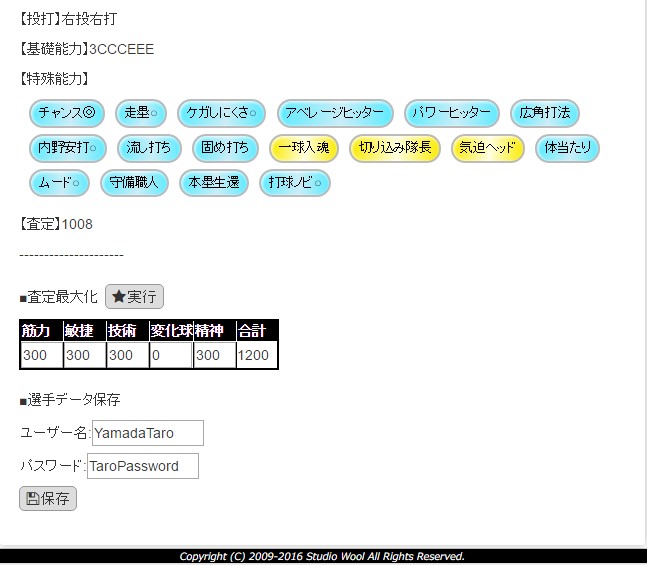 【投打】右投右打
【基礎能力】3CCCEEE
【特殊能力】
チャンス◎ 走塁○ ケガしにくさ○ アベレージヒッター パワーヒッター 広角打法
内野安打○ 流し打ち 固め打ち 一球入魂 切り込み隊長 気迫ヘッド 体当たり
ムード○ 守備職人 本塁生還 打球ノビ○
【査定】1008
---------------------
■査定最大化 ★実行
筋力 敏捷 技術 変化球 精神 合計
300 300 300 0 300 1200
■選手データ保存
ユーザー名:YamadaTaro
パスワード:TaroPassword
保存
Copyright (C) 2009-2016 Studio Wool All Rights Reserved.